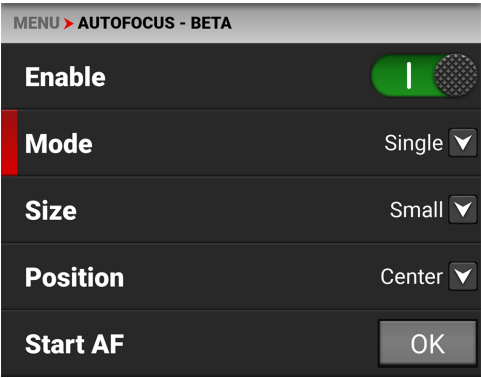 MENU > AUTOFOCUS - BETA
Enable
Mode Single
Size Small
Position Center
Start AF OK